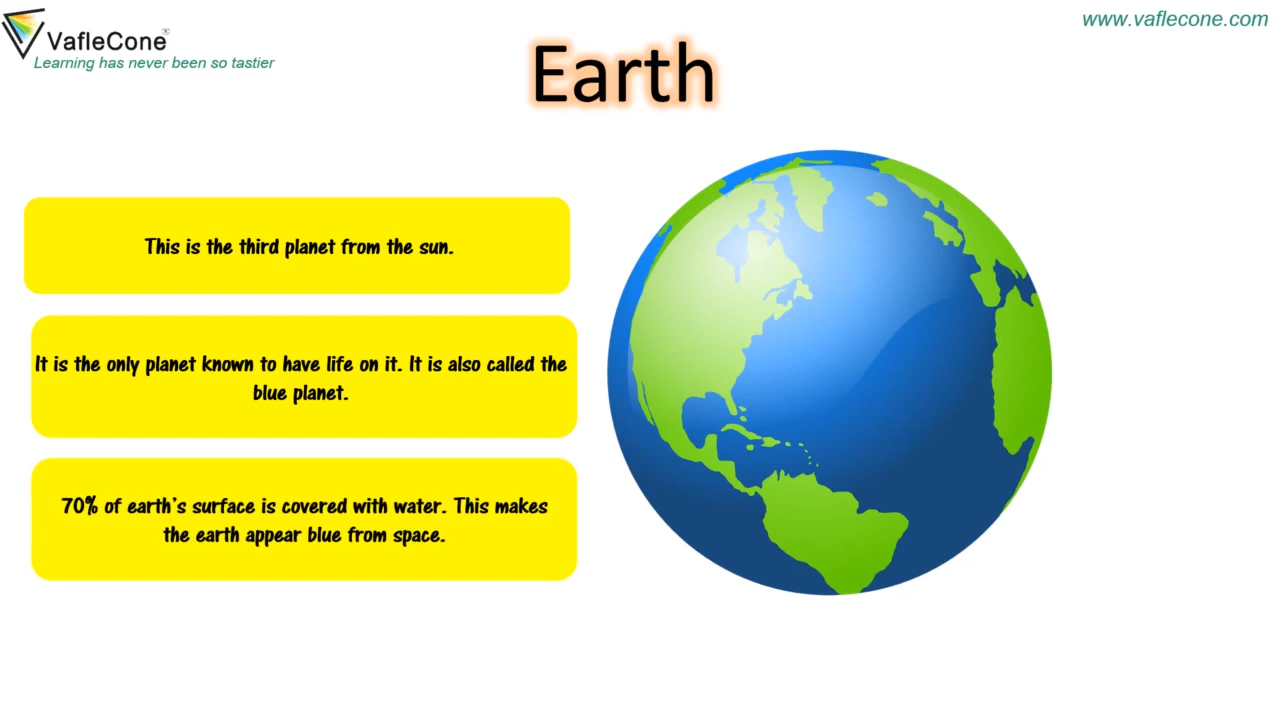 VafleCone®
Learning has never been so tastier
www.vaflecone.com
Earth
This is the third planet from the sun.
It is the only planet known to have life on it. It is also called the
blue planet.
70% of earth's surface is covered with water. This makes
the earth appear blue from space.